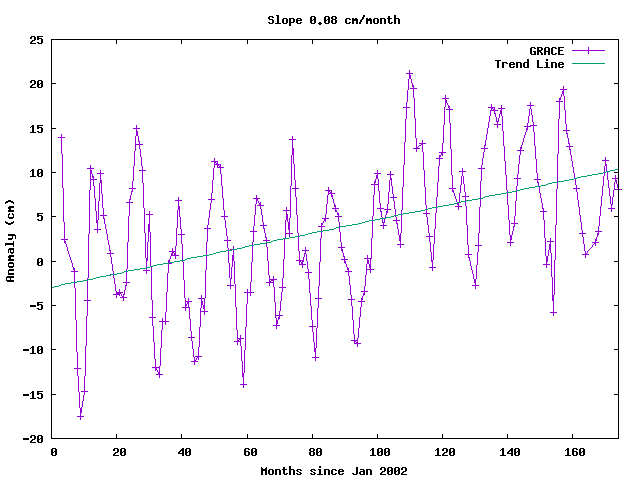 Slope 0.08 cm/month
GRACE
Trend Line
25
20
15
10
5
0
-5
-10
-15
-20
Anomaly (cm)
0 20 40 60 80 100 120 140 160
Months since Jan 2002